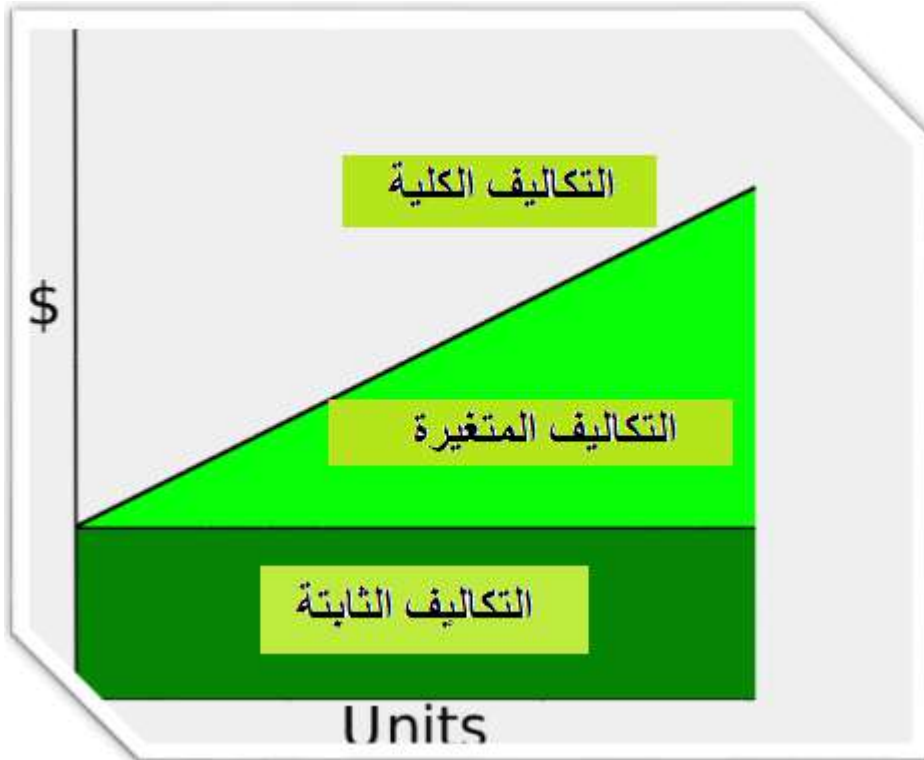 التكاليف الكلية
$
التكاليف المتغيرة
التكاليف الثابتة
Units